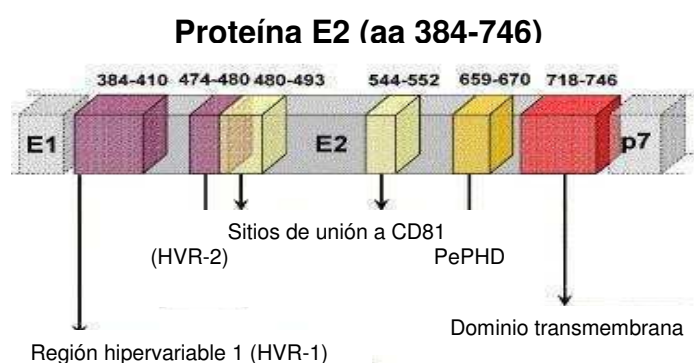 Proteína E2 (aa 384-746)
384-410 474-480 480-493 544-552 659-670 718-746
E1 E2 p7
Sitios de unión a CD81
(HVR-2) PePHD
Dominio transmembrana
Región hipervariable 1 (HVR-1)